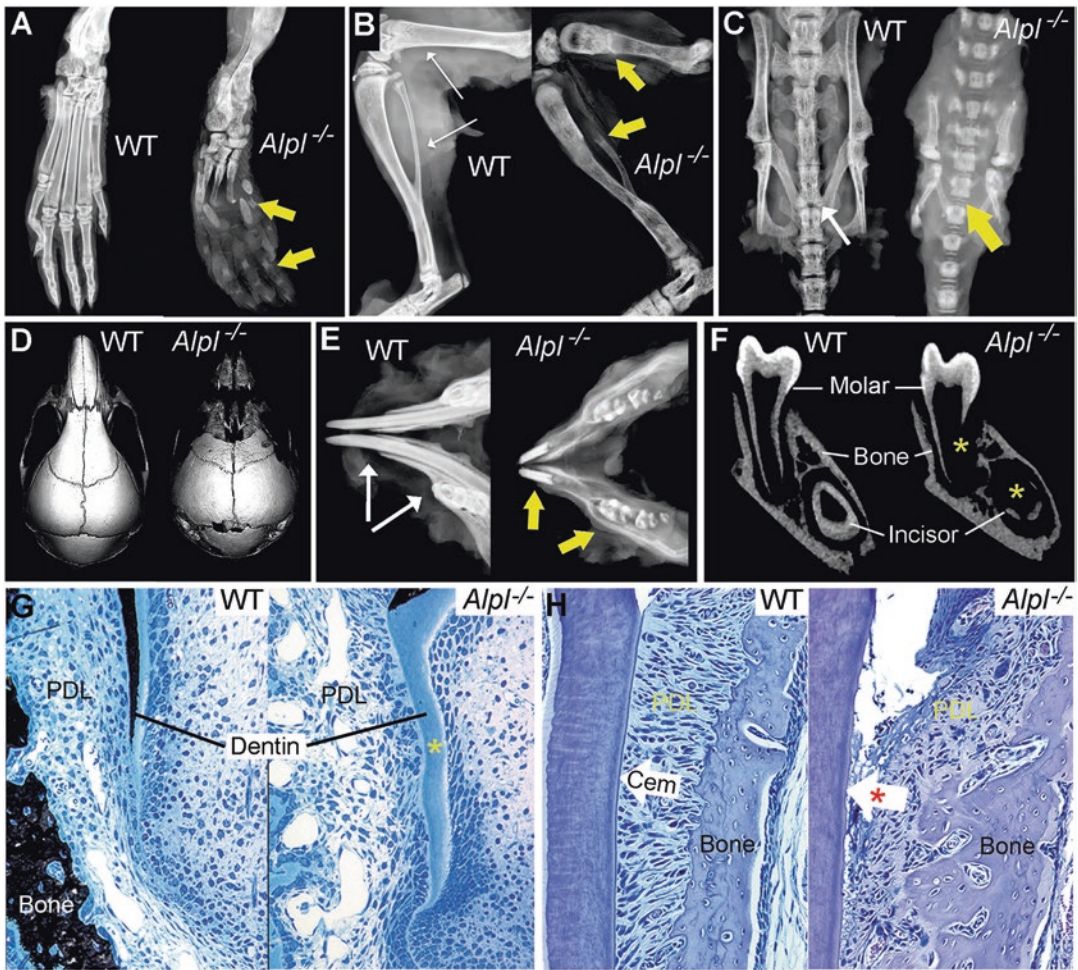 A
WT
Alpl -/-
B
WT
Alpl -/-
C
WT
Alpl -/-
D
WT
Alpl -/-
E
WT
Alpl -/-
F
WT
Alpl -/-
Molar
Bone
Incisor
*
*
G
WT
Alpl-/-
PDL
PDL
Dentin
*
Bone
H
WT
Alpl-/-
PDL
PDL
Cem
*
Bone
Bone